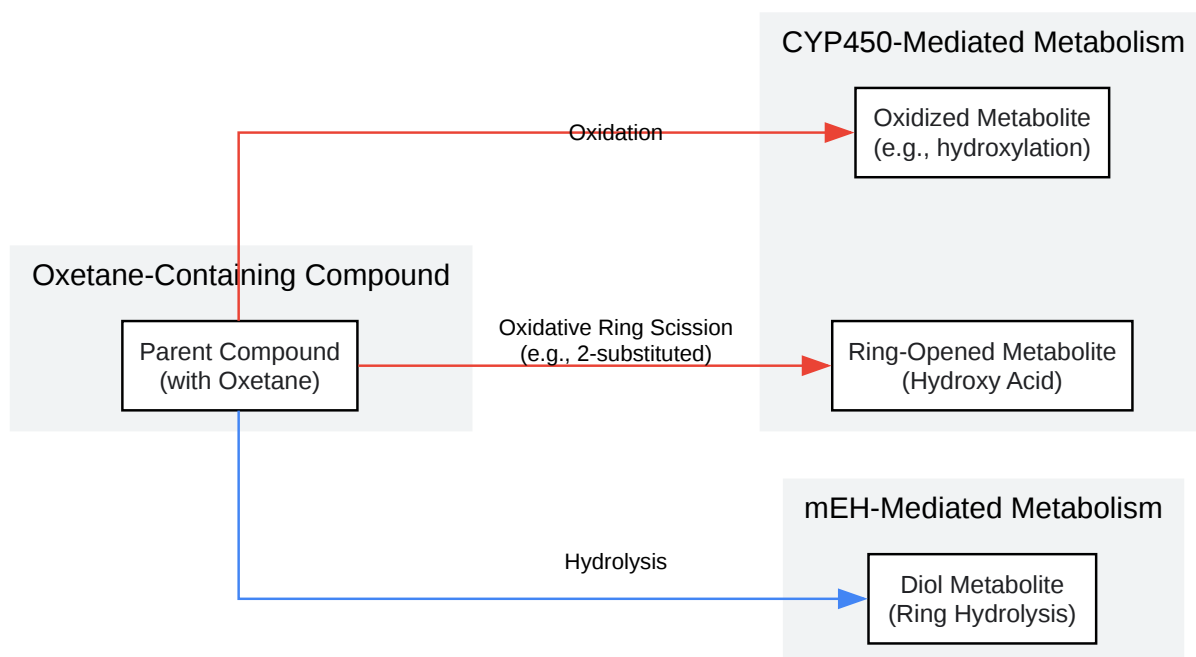 CYP450-Mediated Metabolism
Oxidized Metabolite
(e.g., hydroxylation)
Oxidation
Oxetane-Containing Compound
Parent Compound
(with Oxetane)
Oxidative Ring Scission
(e.g., 2-substituted)
Ring-Opened Metabolite
(Hydroxy Acid)
mEH-Mediated Metabolism
Hydrolysis
Diol Metabolite
(Ring Hydrolysis)